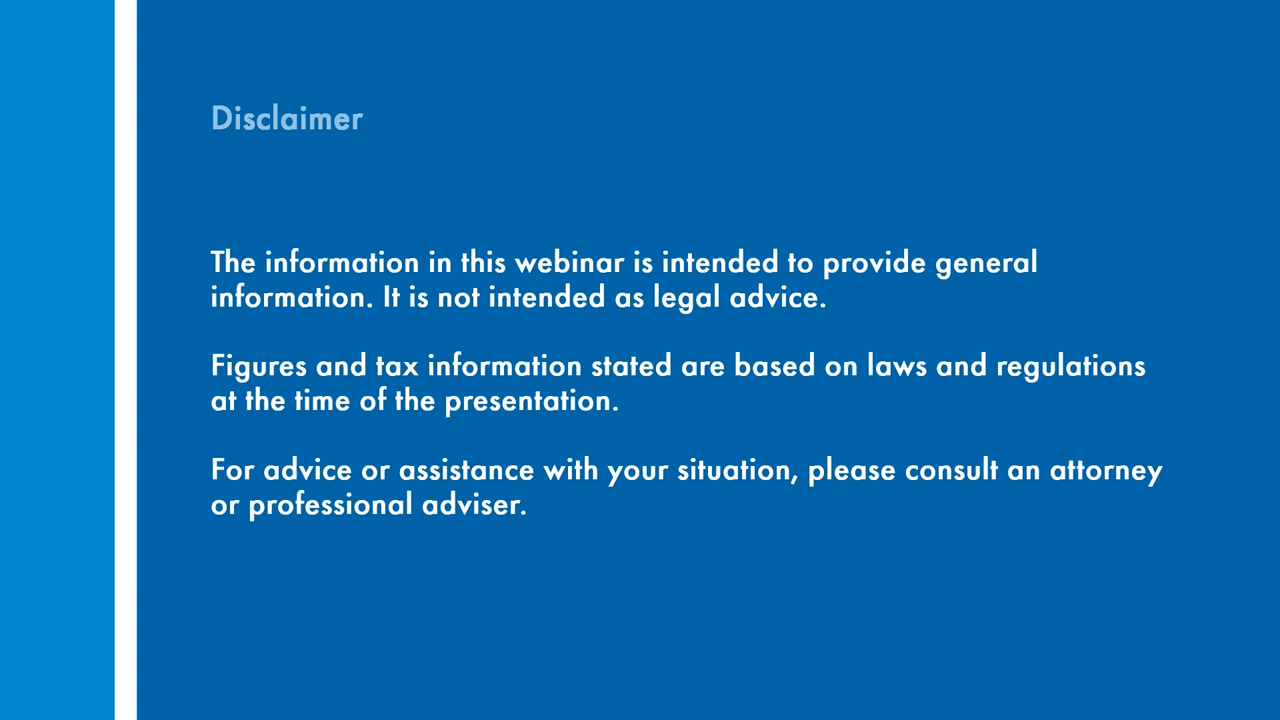 Disclaimer
The information in this webinar is intended to provide general
information. It is not intended as legal advice.
Figures and tax information stated are based on laws and regulations
at the time of the presentation.
For advice or assistance with your situation, please consult an attorney
or professional adviser.